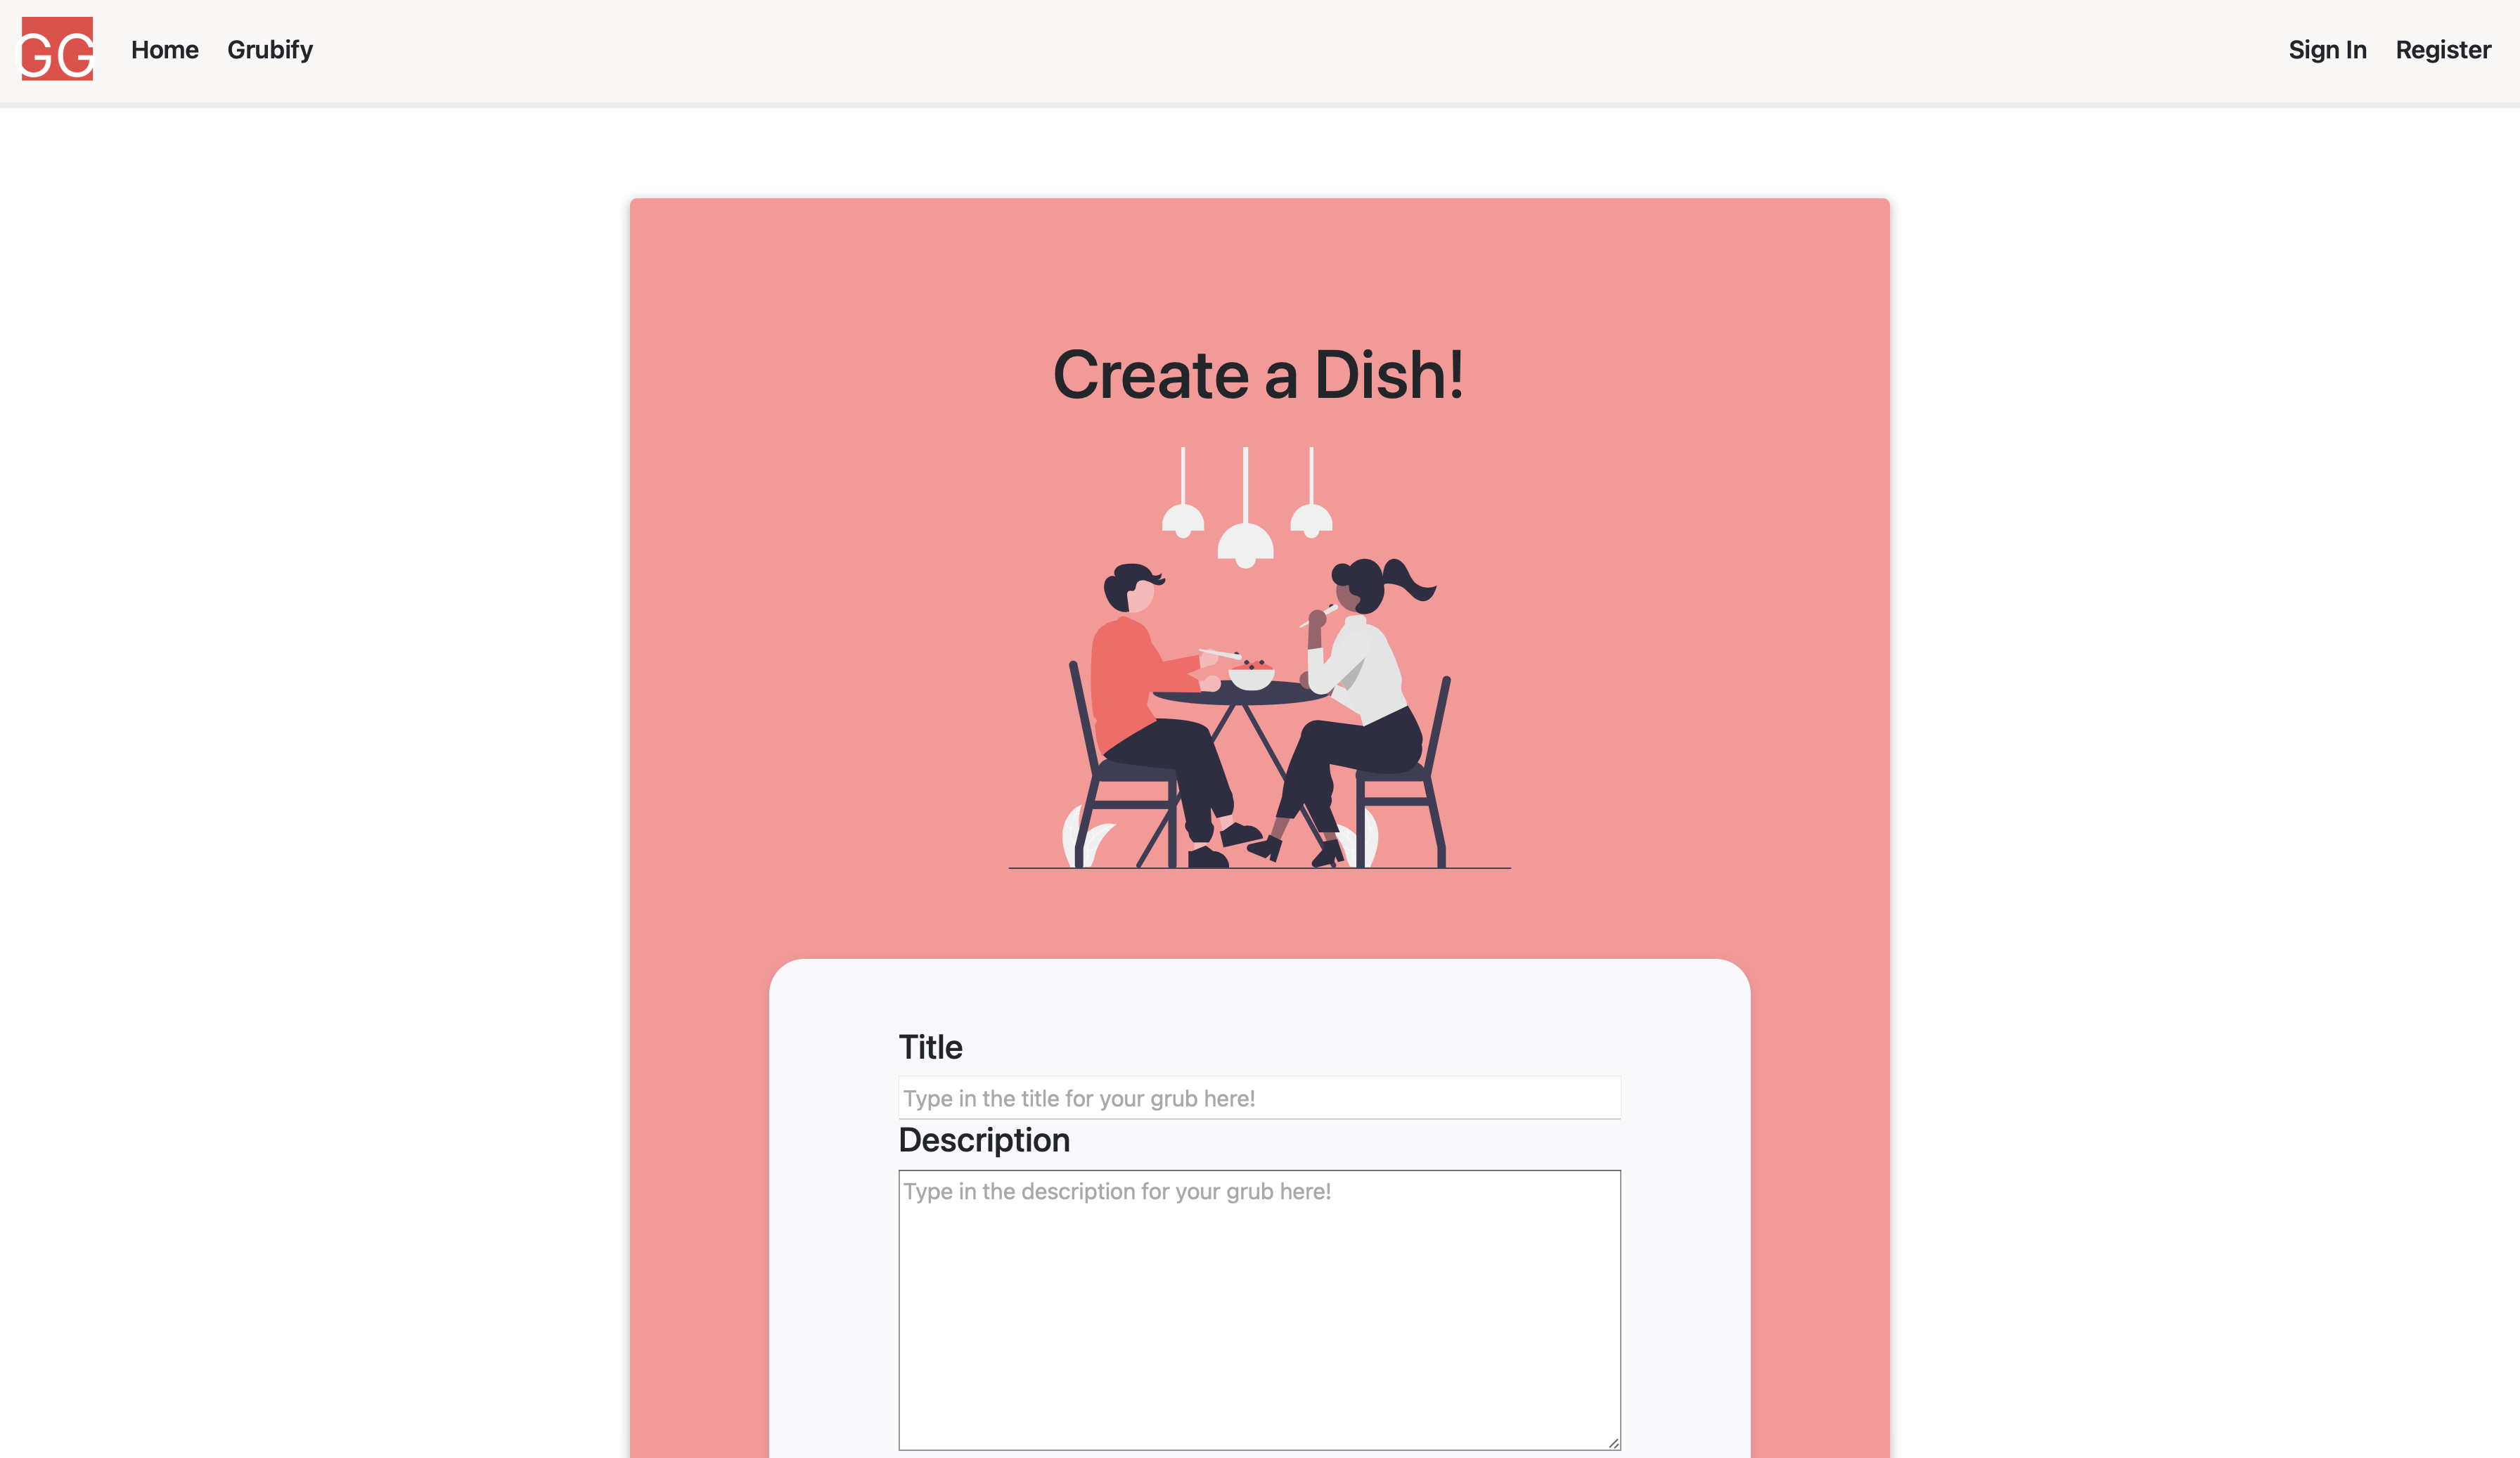 GG
Home
Grubify
Sign In
Register
Create a Dish!
Title
Type in the title for your grub here!
Description
Type in the description for your grub here!